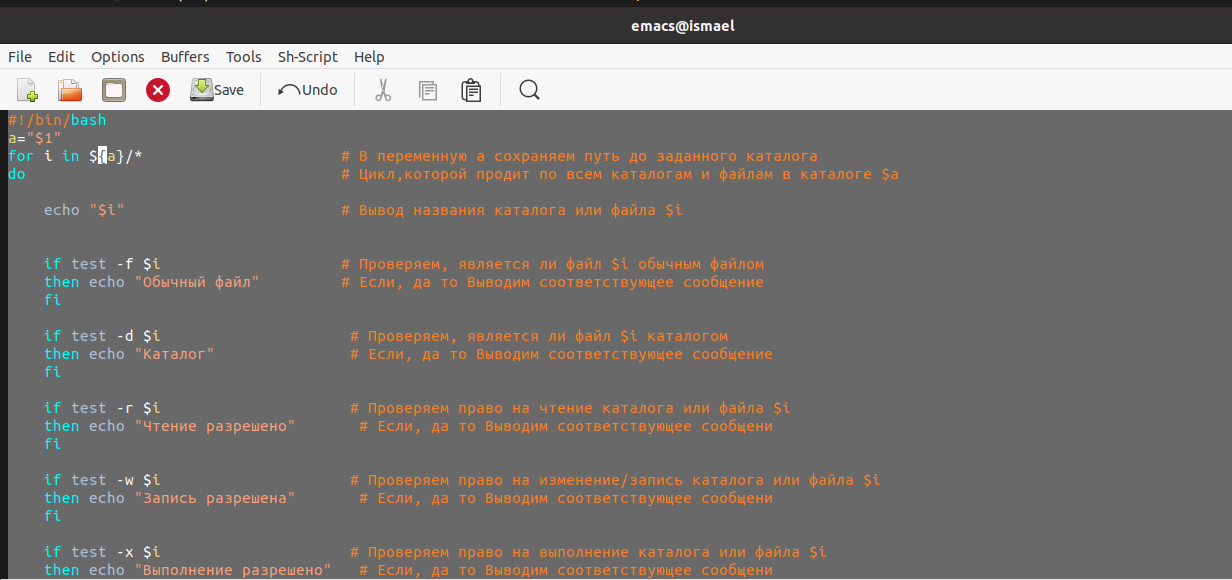 emacs@ismael
File Edit Options Buffers Tools Sh-Script Help
Save Undo
#!/bin/bash
a="$1"
for i in ${a}/* # В переменную a сохраняем путь до заданного каталога
do # Цикл,которой продит по всем каталогам и файлам в каталоге $a
echo "$i" # Вывод названия каталога или файла $i
if test -f $i # Проверяем, является ли файл $i обычным файлом
then echo "Обычный файл" # Если, да то Выводим соответствующее сообщение
fi
if test -d $i # Проверяем, является ли файл $i каталогом
then echo "Каталог" # Если, да то Выводим соответствующее сообщение
fi
if test -r $i # Проверяем право на чтение каталога или файла $i
then echo "Чтение разрешено" # Если, да то Выводим соответствующее сообщени
fi
if test -w $i # Проверяем право на изменение/запись каталога или файла $i
then echo "Запись разрешена" # Если, да то Выводим соответствующее сообщени
fi
if test -x $i # Проверяем право на выполнение каталога или файла $i
then echo "Выполнение разрешено" # Если, да то Выводим соответствующее сообщени